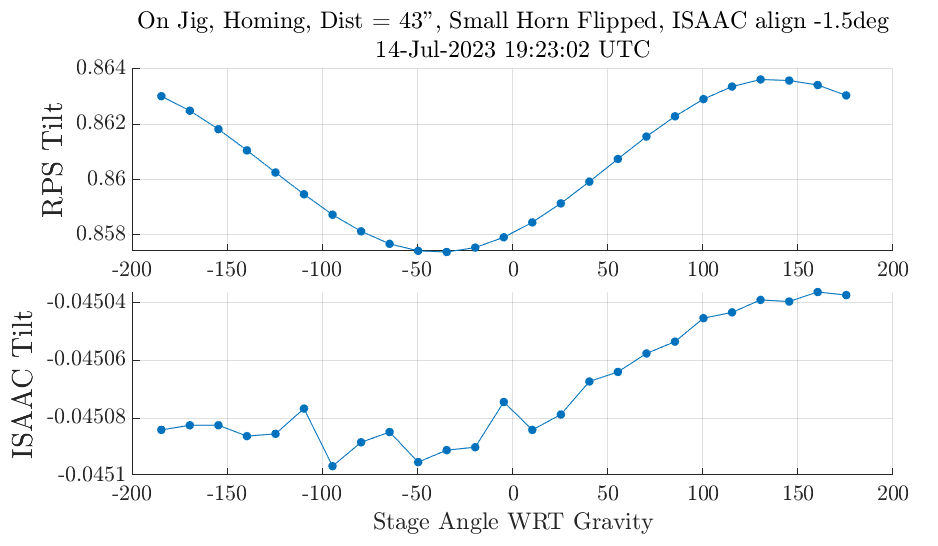 On Jig, Homing, Dist = 43", Small Horn Flipped, ISAAC align -1.5deg
14-Jul-2023 19:23:02 UTC
RPS Tilt
0.864
0.862
0.86
0.858
-200 -150 -100 -50 0 50 100 150 200
ISAAC Tilt
-0.04504
-0.04506
-0.04508
-0.0451
-200 -150 -100 -50 0 50 100 150 200
Stage Angle WRT Gravity